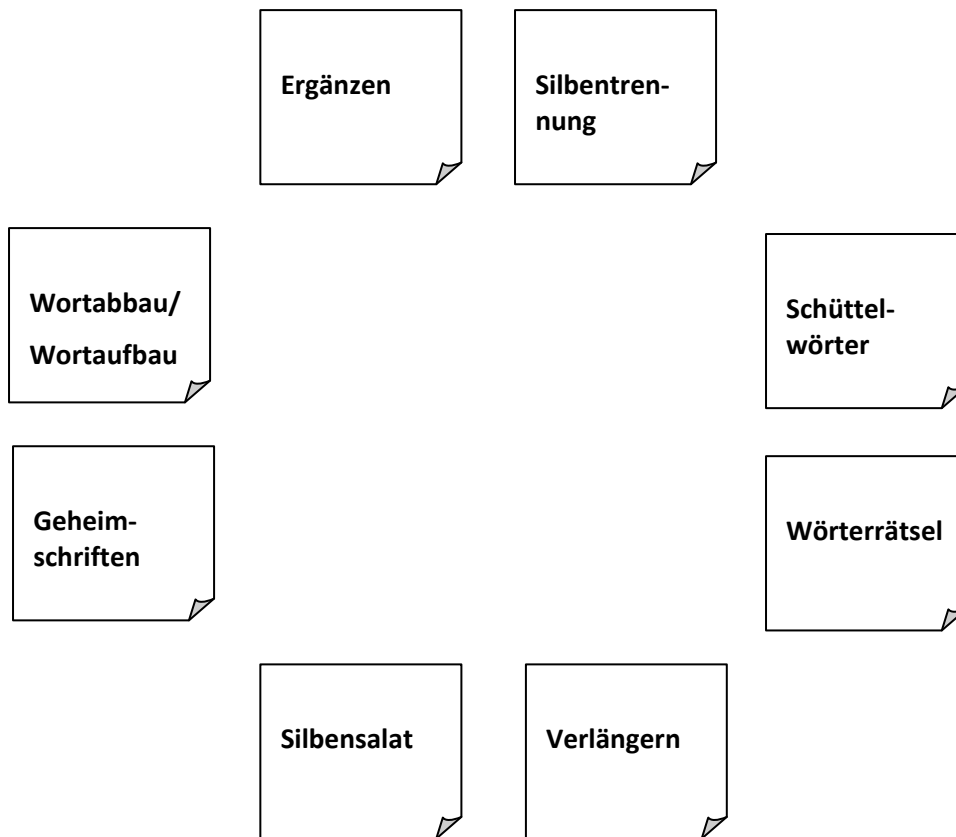 Ergänzen
Silbentren-
nung
Wortabbau/
Wortaufbau
Schüttel-
wörter
Geheim-
schriften
Wörterrätsel
Silbensalat
Verlängern